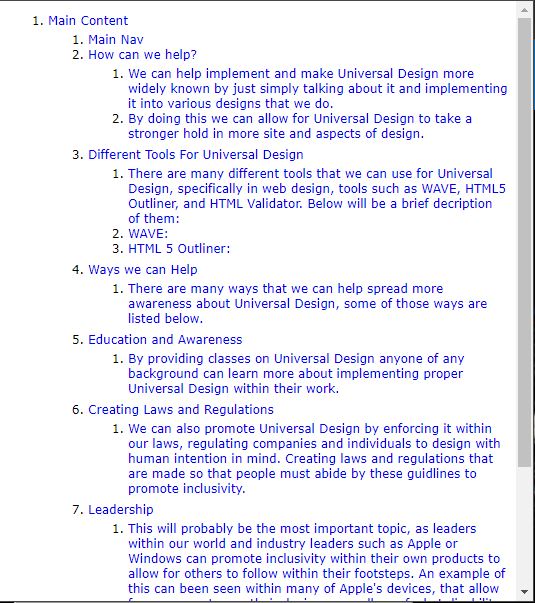 1. Main Content
1. Main Nav
2. How can we help?
1. We can help implement and make Universal Design more
widely known by just simply talking about it and implementing
it into various designs that we do.
2. By doing this we can allow for Universal Design to take a
stronger hold in more site and aspects of design.
3. Different Tools For Universal Design
1. There are many different tools that we can use for Universal
Design, specifically in web design, tools such as WAVE, HTML5
Outliner, and HTML Validator. Below will be a brief decription
of them:
2. WAVE:
3. HTML 5 Outliner:
4. Ways we can Help
1. There are many ways that we can help spread more
awareness about Universal Design, some of those ways are
listed below.
5. Education and Awareness
1. By providing classes on Universal Design anyone of any
background can learn more about implementing proper
Universal Design within their work.
6. Creating Laws and Regulations
1. We can also promote Universal Design by enforcing it within
our laws, regulating companies and individuals to design with
human intention in mind. Creating laws and regulations that
are made so that people must abide by these guidlines to
promote inclusivity.
7. Leadership
1. This will probably be the most important topic, as leaders
within our world and industry leaders such as Apple or
Windows can promote inclusivity within their own products to
allow for others to follow within their footsteps. An example of
this can been seen within many of Apple's devices, that allow